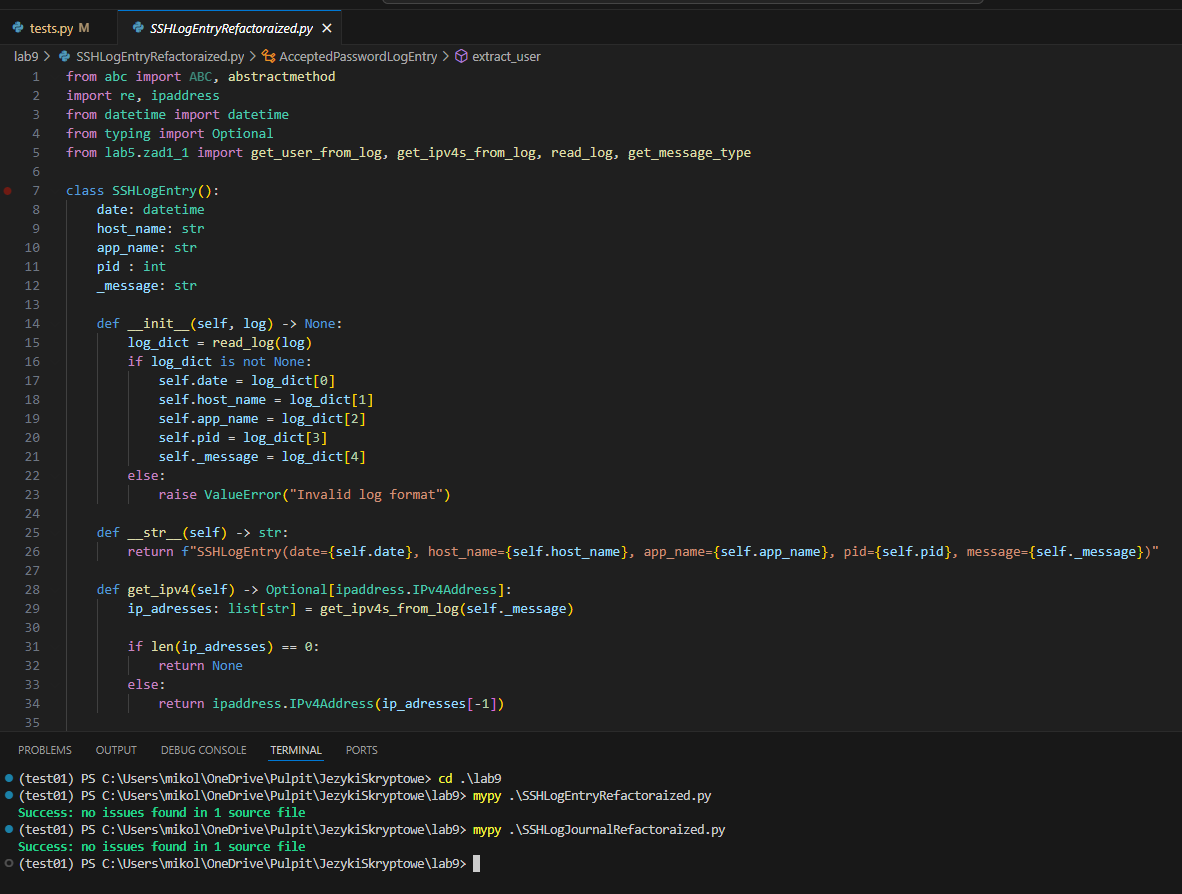 tests.py M SSHLogEntryRefactoraized.py
lab9 > SSHLogEntryRefactoraized.py > AcceptedPasswordLogEntry > extract_user
1 from abc import ABC, abstractmethod
2 import re, ipaddress
3 from datetime import datetime
4 from typing import Optional
5 from lab5.zad1_1 import get_user_from_log, get_ipv4s_from_log, read_log, get_message_type
6
7 class SSHLogEntry():
8     date: datetime
9     host_name: str
10     app_name: str
11     pid : int
12     _message: str
13
14     def __init__(self, log) -> None:
15         log_dict = read_log(log)
16         if log_dict is not None:
17             self.date = log_dict[0]
18             self.host_name = log_dict[1]
19             self.app_name = log_dict[2]
20             self.pid = log_dict[3]
21             self._message = log_dict[4]
22         else:
23             raise ValueError("Invalid log format")
24
25     def __str__(self) -> str:
26         return f"SSHLogEntry(date={self.date}, host_name={self.host_name}, app_name={self.app_name}, pid={self.pid}, message={self._message})"
27
28     def get_ipv4(self) -> Optional[ipaddress.IPv4Address]:
29         ip_adresses: list[str] = get_ipv4s_from_log(self._message)
30
31         if len(ip_adresses) == 0:
32             return None
33         else:
34             return ipaddress.IPv4Address(ip_adresses[-1])
35
PROBLEMS OUTPUT DEBUG CONSOLE TERMINAL PORTS
(test01) PS C:\Users\mikol\OneDrive\Pulpit\JezykiSkryptowe> cd .\lab9
(test01) PS C:\Users\mikol\OneDrive\Pulpit\JezykiSkryptowe\lab9> mypy .\SSHLogEntryRefactoraized.py
Success: no issues found in 1 source file
(test01) PS C:\Users\mikol\OneDrive\Pulpit\JezykiSkryptowe\lab9> mypy .\SSHLogJournalRefactoraized.py
Success: no issues found in 1 source file
(test01) PS C:\Users\mikol\OneDrive\Pulpit\JezykiSkryptowe\lab9>